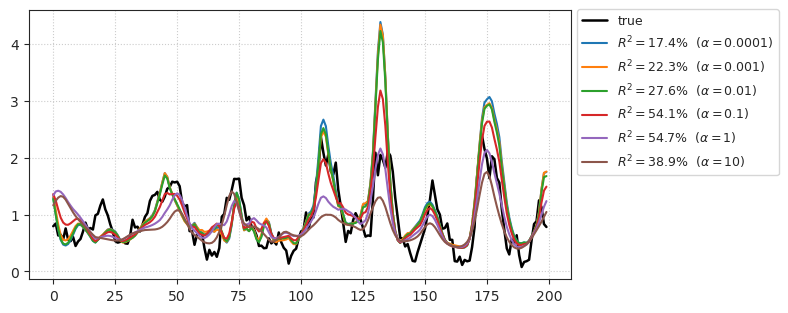 4
3
2
1
0
0 25 50 75 100 125 150 175 200
true
R² = 17.4% (α = 0.0001)
R² = 22.3% (α = 0.001)
R² = 27.6% (α = 0.01)
R² = 54.1% (α = 0.1)
R² = 54.7% (α = 1)
R² = 38.9% (α = 10)